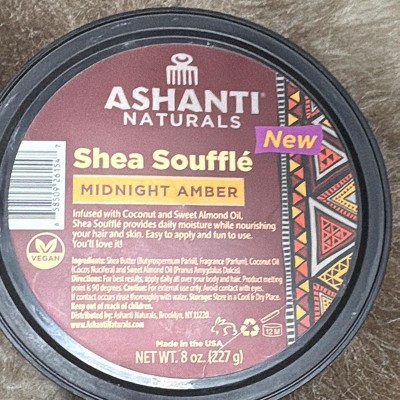 ASHANTI
NATURALS
New
Shea Soufflé
MIDNIGHT AMBER
Infused with Coconut and Sweet Almond Oil,
Shea Soufflé provides daily moisture while nourishing
your hair and skin. Easy to apply and fun to use.
You'll love it!
VEGAN
Ingredients: Shea Butter (Butyrospermum Parkii), Fragrance (Parfum), Coconut Oil
(Cocos Nucifera) and Sweet Almond Oil (Prunus Amygdalus Dulcis).
Directions: For best results, apply daily all over your body and hair. Product melting
point is 90 degrees. Caution: For external use only. Avoid contact with eyes.
If contact occurs rinse thoroughly with water. Storage: Store in a Cool & Dry Place.
Keep out of reach of children.
Distributed by: Ashanti Naturals, Brooklyn, NY 11220.
www.AshantiNaturals.com
12 M
Made in the USA
NET WT. 8 oz. (227 g)